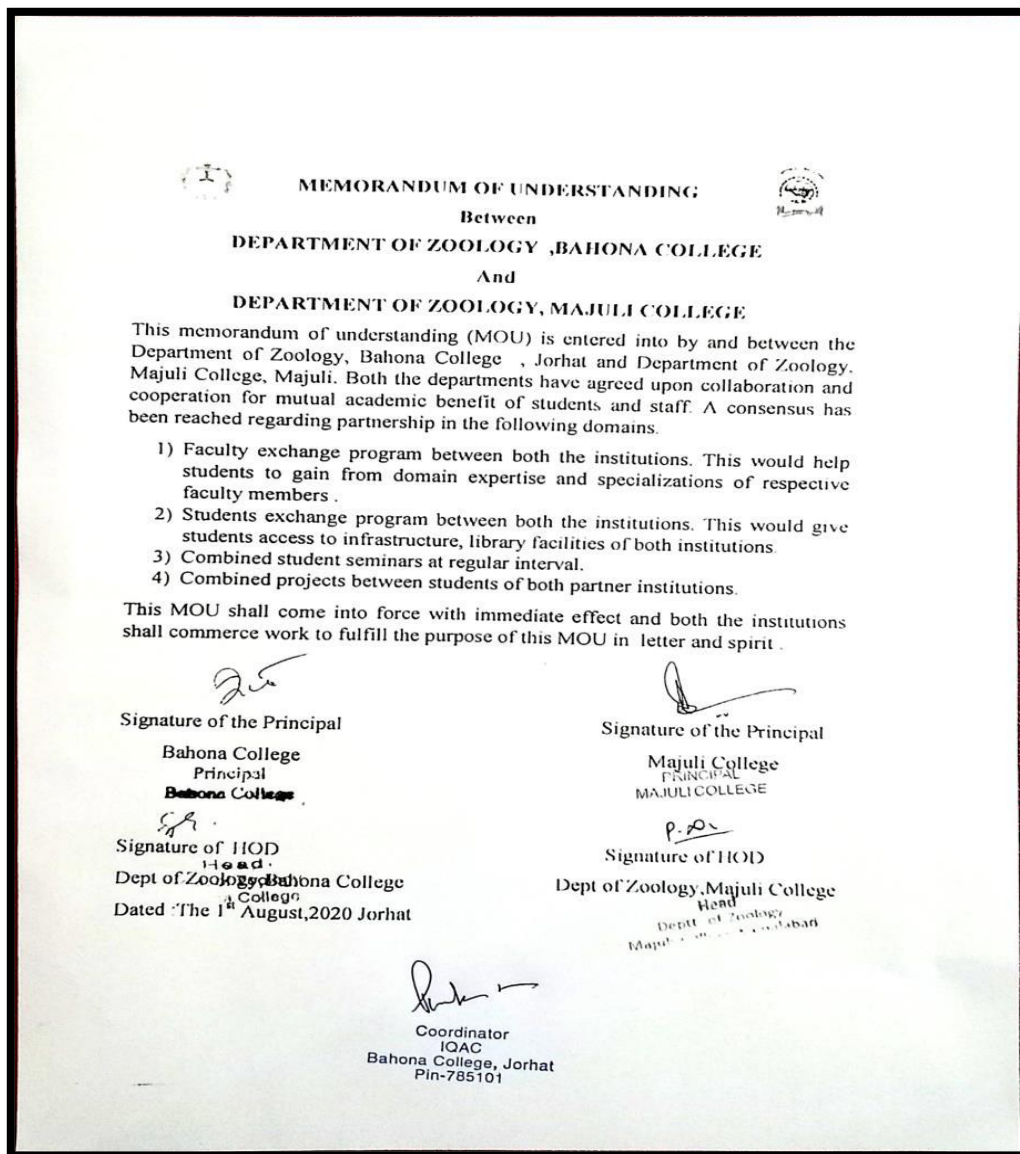 MEMORANDUM OF UNDERSTANDING
Between
DEPARTMENT OF ZOOLOGY ,BAHONA COLLEGE
And
DEPARTMENT OF ZOOLOGY, MAJULI COLLEGE
This memorandum of understanding (MOU) is entered into by and between the
Department of Zoology, Bahona College , Jorhat and Department of Zoology.
Majuli College, Majuli. Both the departments have agreed upon collaboration and
cooperation for mutual academic benefit of students and staff. A consensus has
been reached regarding partnership in the following domains.
1) Faculty exchange program between both the institutions. This would help
students to gain from domain expertise and specializations of respective
faculty members .
2) Students exchange program between both the institutions. This would give
students access to infrastructure, library facilities of both institutions.
3) Combined student seminars at regular interval.
4) Combined projects between students of both partner institutions.
This MOU shall come into force with immediate effect and both the institutions
shall commerce work to fulfill the purpose of this MOU in letter and spirit .
Signature of the Principal
Bahona College
Principal
Bahona College
Signature of HOD
Head
Dept of Zoology,Bahona College
College
Dated :The 1st August,2020 Jorhat
Signature of the Principal
Majuli College
PRINCIPAL
MAJULI COLLEGE
Signature of HOD
Dept of Zoology,Majuli College
Head
Deptt of Zoology
Coordinator
IQAC
Bahona College, Jorhat
Pin-785101